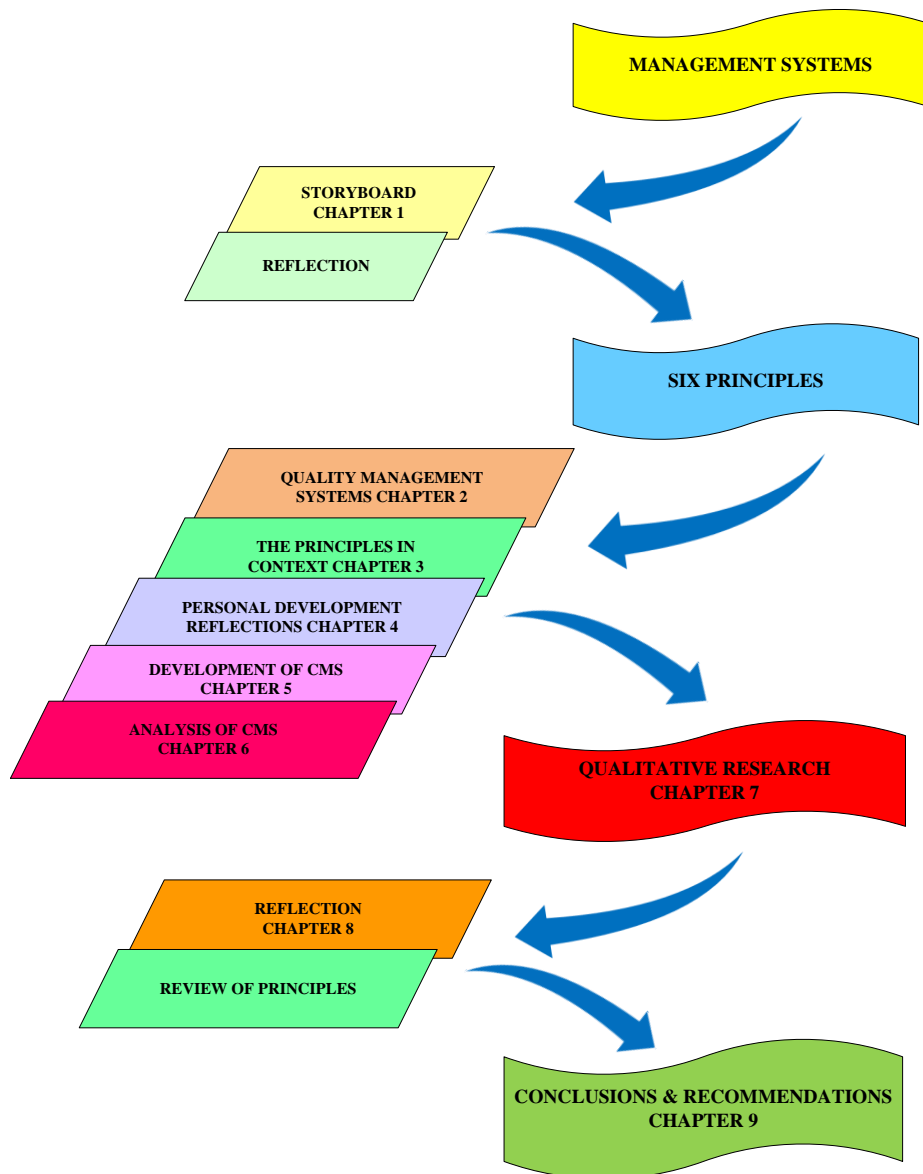 MANAGEMENT SYSTEMS
STORYBOARD
CHAPTER 1
REFLECTION
SIX PRINCIPLES
QUALITY MANAGEMENT
SYSTEMS CHAPTER 2
THE PRINCIPLES IN
CONTEXT CHAPTER 3
PERSONAL DEVELOPMENT
REFLECTIONS CHAPTER 4
DEVELOPMENT OF CMS
CHAPTER 5
ANALYSIS OF CMS
CHAPTER 6
QUALITATIVE RESEARCH
CHAPTER 7
REFLECTION
CHAPTER 8
REVIEW OF PRINCIPLES
CONCLUSIONS & RECOMMENDATIONS
CHAPTER 9